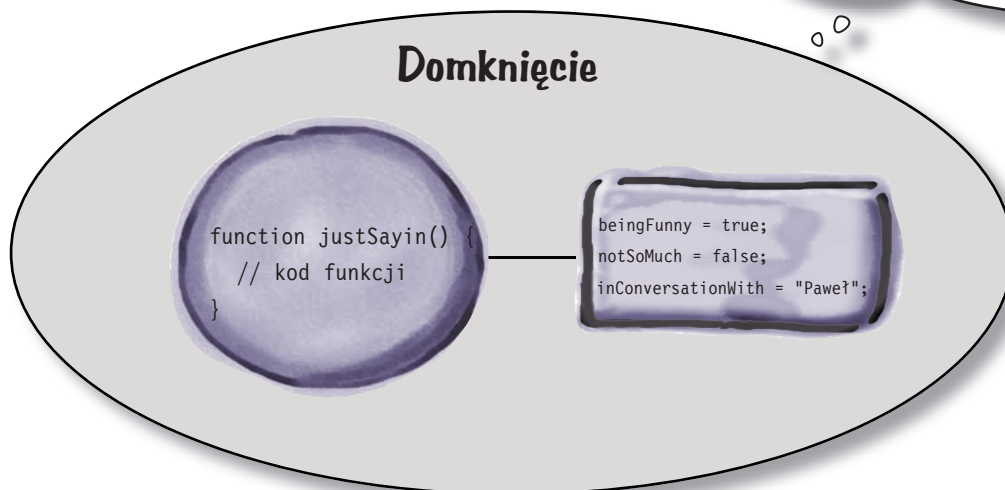 Domknięcie
function justSayin() {
// kod funkcji
}
beingFunny = true;
notSoMuch = false;
inConversationWith = "Paweł";